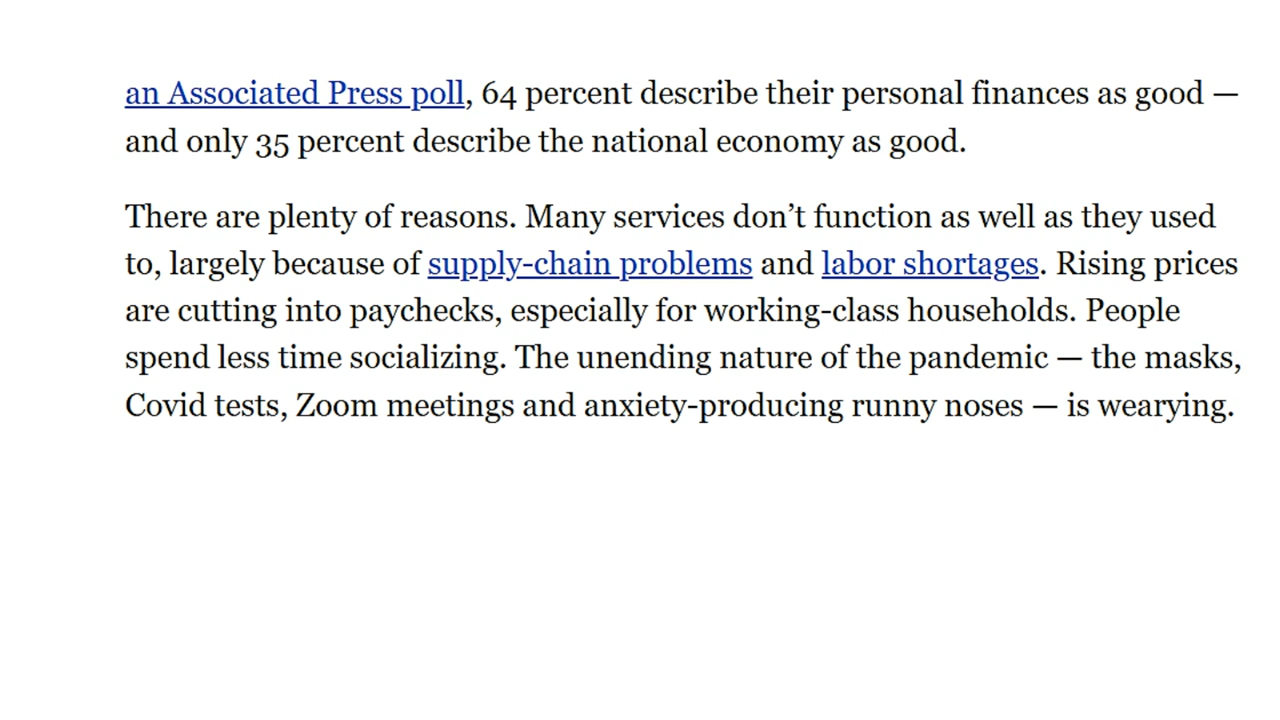 an Associated Press poll, 64 percent describe their personal finances as good —
and only 35 percent describe the national economy as good.
There are plenty of reasons. Many services don’t function as well as they used
to, largely because of supply-chain problems and labor shortages. Rising prices
are cutting into paychecks, especially for working-class households. People
spend less time socializing. The unending nature of the pandemic — the masks,
Covid tests, Zoom meetings and anxiety-producing runny noses — is wearying.